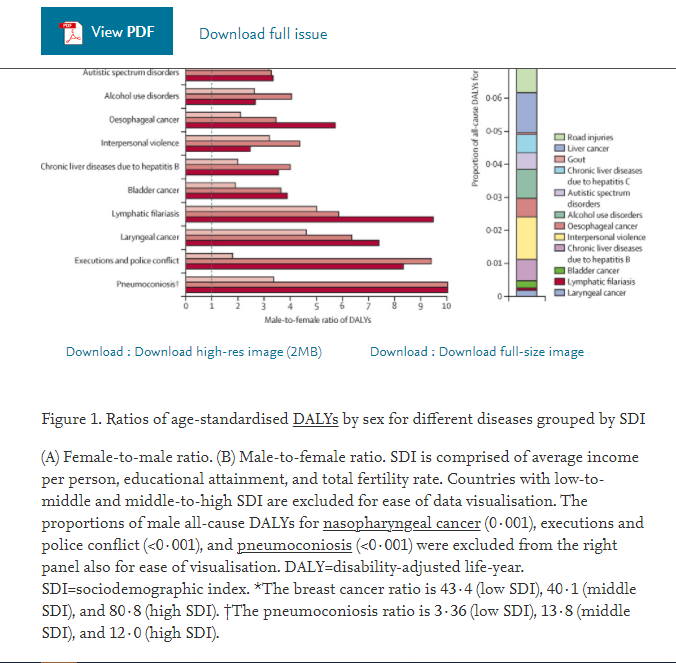 View PDF
Download full issue
Autistic spectrum disorders
Alcohol use disorders
Oesophageal cancer
Interpersonal violence
Chronic liver diseases due to hepatitis B
Bladder cancer
Lymphatic filariasis
Laryngeal cancer
Executions and police conflict
Pneumoconiosis†
0 1 2 3 4 5 6 7 8 9 10
Male-to-female ratio of DALYs
Proportion of all-cause DALYs for
0·06
0·05
0·04
0·03
0·02
0·01
0
Road injuries
Liver cancer
Gout
Chronic liver diseases
due to hepatitis C
Autistic spectrum
disorders
Alcohol use disorders
Oesophageal cancer
Interpersonal violence
Chronic liver diseases
due to hepatitis B
Bladder cancer
Lymphatic filariasis
Laryngeal cancer
Download : Download high-res image (2MB)
Download : Download full-size image
Figure 1. Ratios of age-standardised DALYs by sex for different diseases grouped by SDI
(A) Female-to-male ratio. (B) Male-to-female ratio. SDI is comprised of average income
per person, educational attainment, and total fertility rate. Countries with low-to-
middle and middle-to-high SDI are excluded for ease of data visualisation. The
proportions of male all-cause DALYs for nasopharyngeal cancer (0·001), executions and
police conflict (<0·001), and pneumoconiosis (<0·001) were excluded from the right
panel also for ease of visualisation. DALY=disability-adjusted life-year.
SDI=sociodemographic index. *The breast cancer ratio is 43·4 (low SDI), 40·1 (middle
SDI), and 80·8 (high SDI). †The pneumoconiosis ratio is 3·36 (low SDI), 13·8 (middle
SDI), and 12·0 (high SDI).